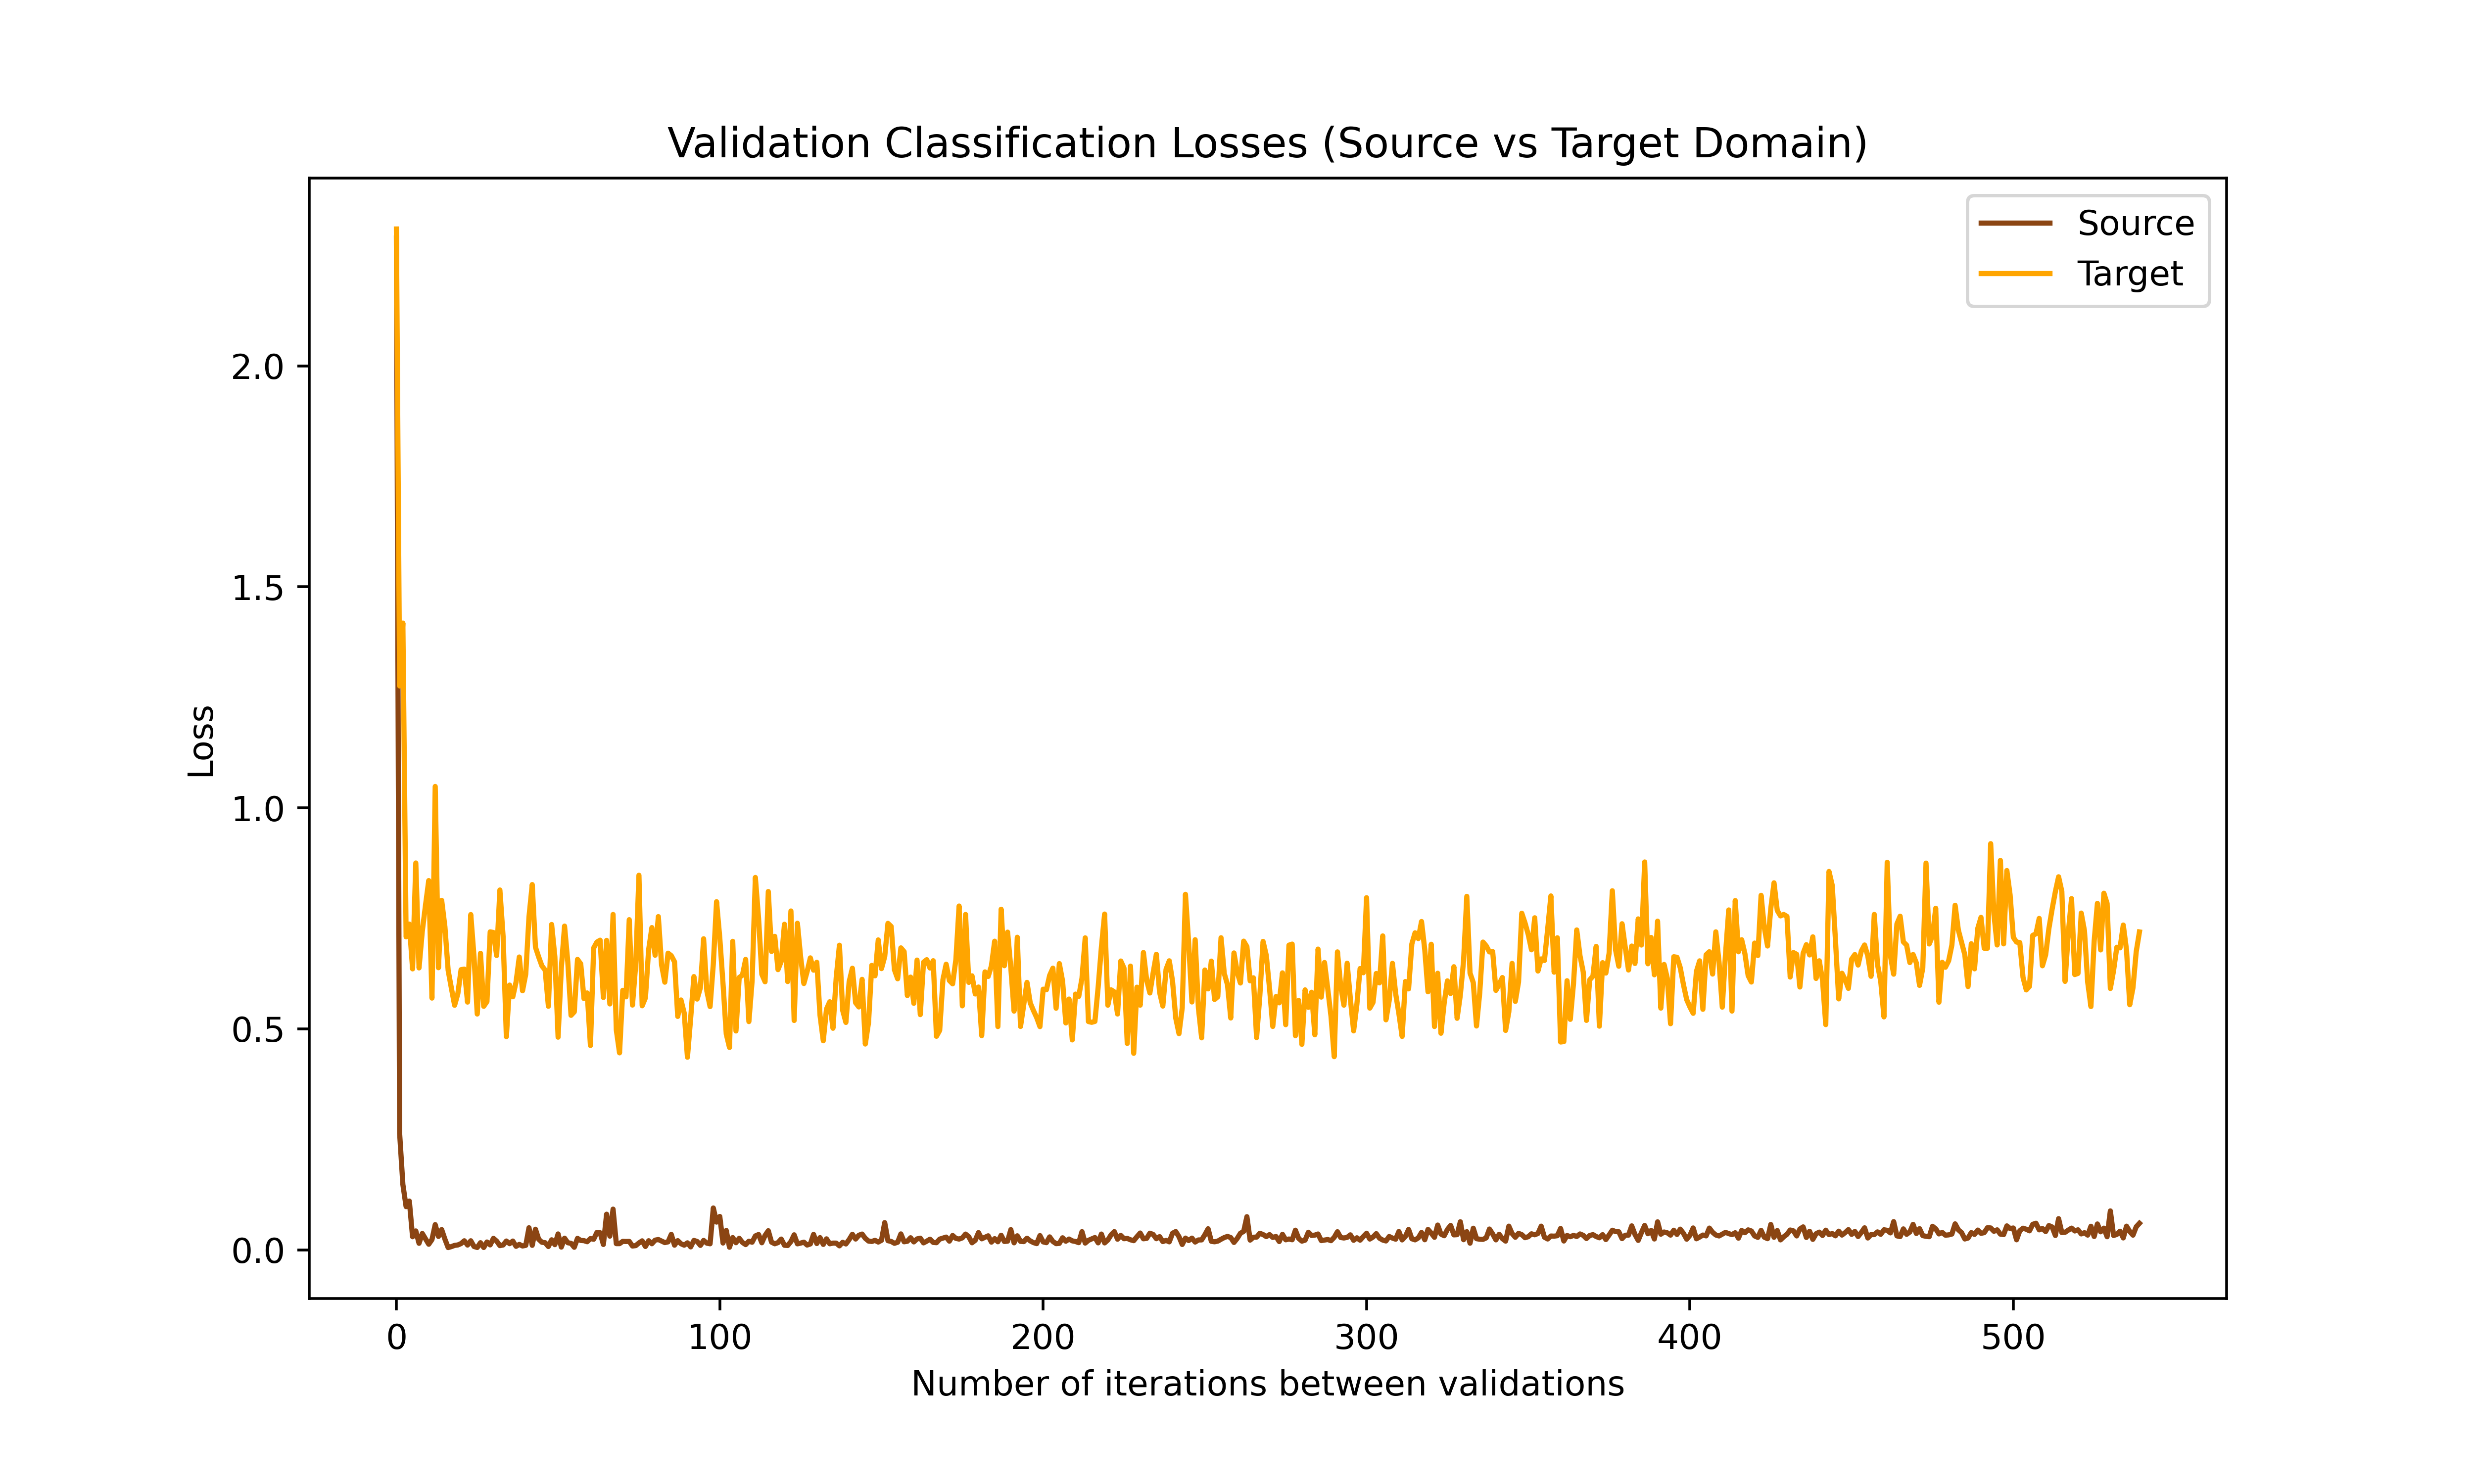 Validation Classification Losses (Source vs Target Domain)
Source
Target
2.0
1.5
1.0
0.5
0.0
Loss
0
100
200
300
400
500
Number of iterations between validations